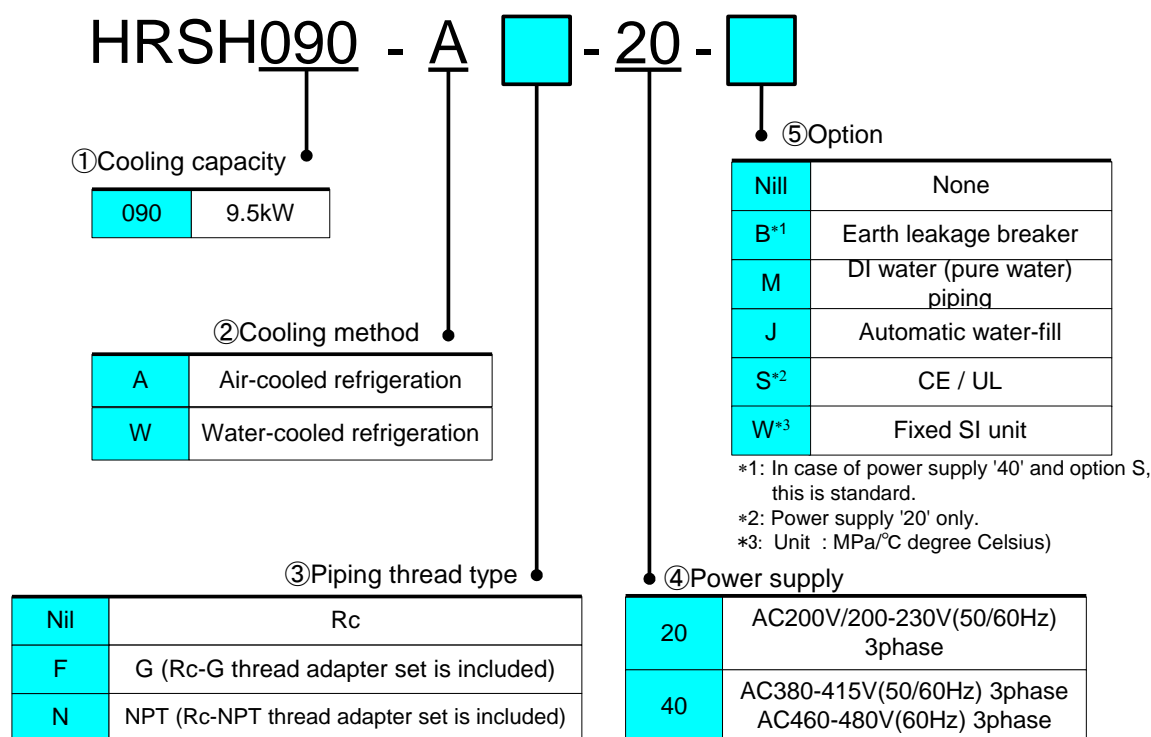 HRSH090 - A - 20 -
①Cooling capacity
090 9.5kW
②Cooling method
A Air-cooled refrigeration
W Water-cooled refrigeration
③Piping thread type
Nil Rc
F G (Rc-G thread adapter set is included)
N NPT (Rc-NPT thread adapter set is included)
④Power supply
20 AC200V/200-230V(50/60Hz)
3phase
40 AC380-415V(50/60Hz) 3phase
AC460-480V(60Hz) 3phase
⑤Option
Nill None
B*1 Earth leakage breaker
M DI water (pure water)
piping
J Automatic water-fill
S*2 CE / UL
W*3 Fixed SI unit
*1: In case of power supply '40' and option S,
this is standard.
*2: Power supply '20' only.
*3: Unit : MPa/℃ degree Celsius)